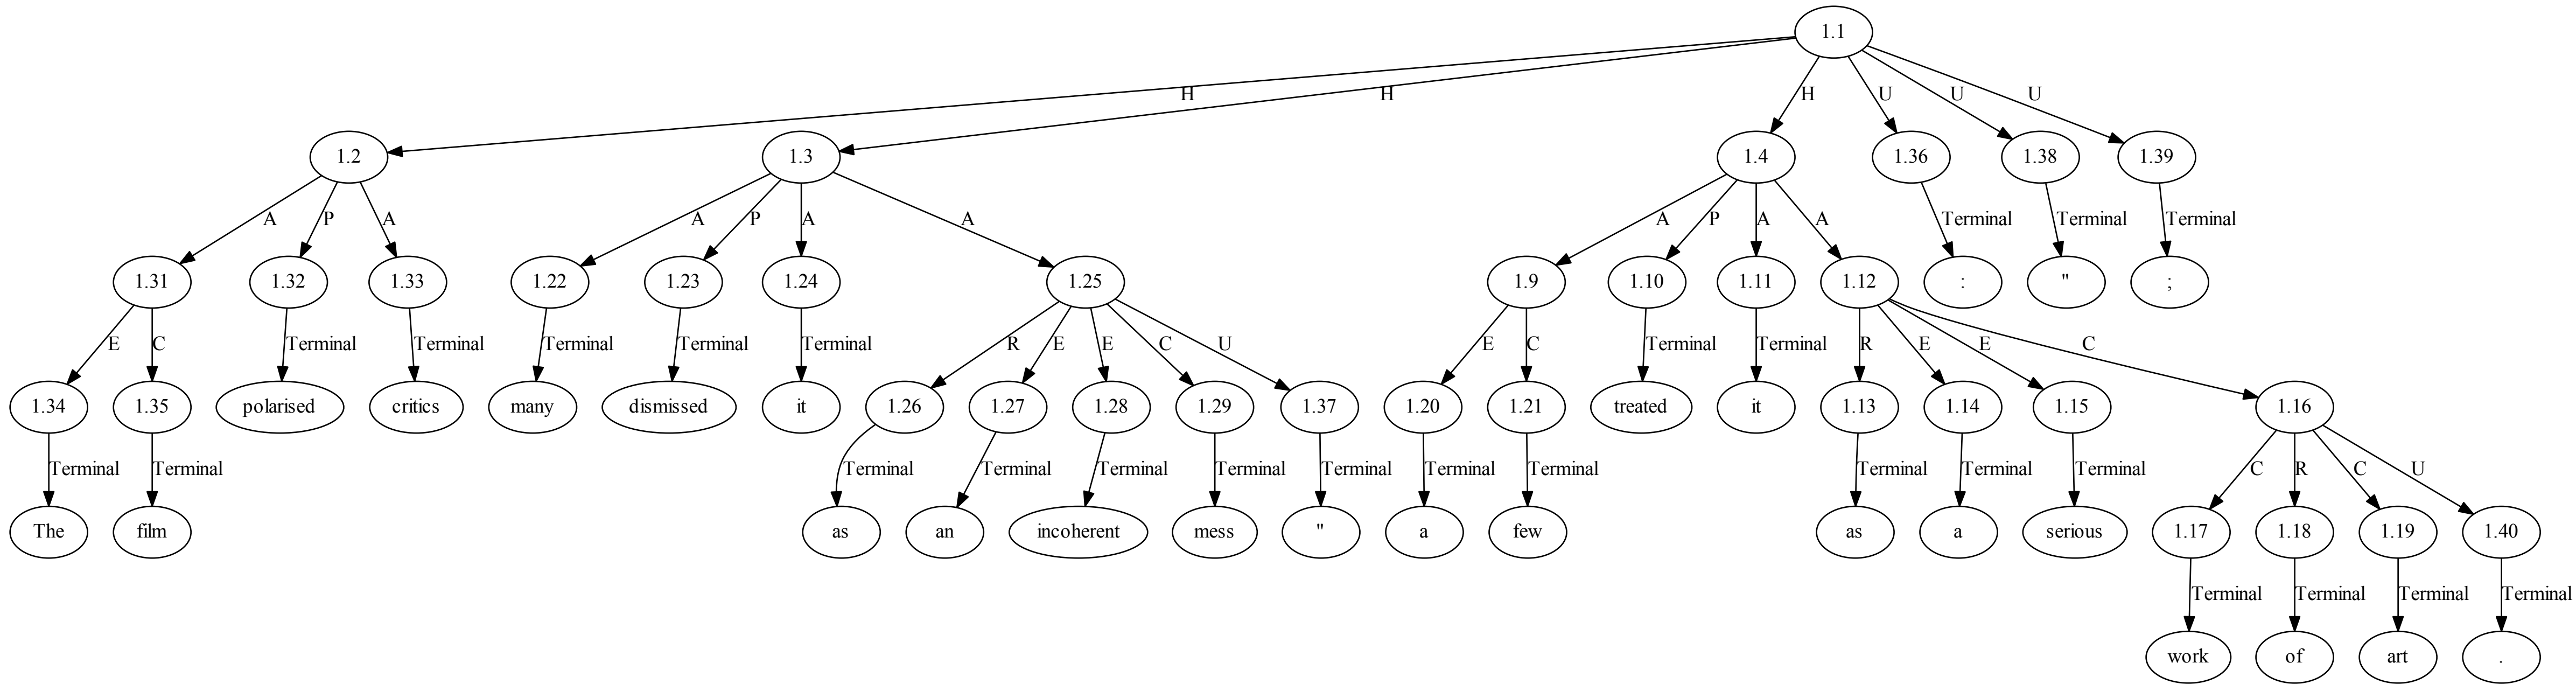 1.1
H H H U U U
1.2 1.3 1.4 1.36 1.38 1.39
A P A A P A A A P A A Terminal Terminal Terminal
1.31 1.32 1.33 1.22 1.23 1.24 1.25 1.9 1.10 1.11 1.12 : " ;
E C Terminal Terminal Terminal Terminal Terminal R E E C U E C Terminal Terminal R E E C
1.34 1.35 polarised critics many dismissed it 1.26 1.27 1.28 1.29 1.37 1.20 1.21 treated it 1.13 1.14 1.15 1.16
Terminal Terminal Terminal Terminal Terminal Terminal Terminal Terminal Terminal Terminal Terminal Terminal C R C U
The film as an incoherent mess " a few as a serious 1.17 1.18 1.19 1.40
Terminal Terminal Terminal Terminal
work of art .